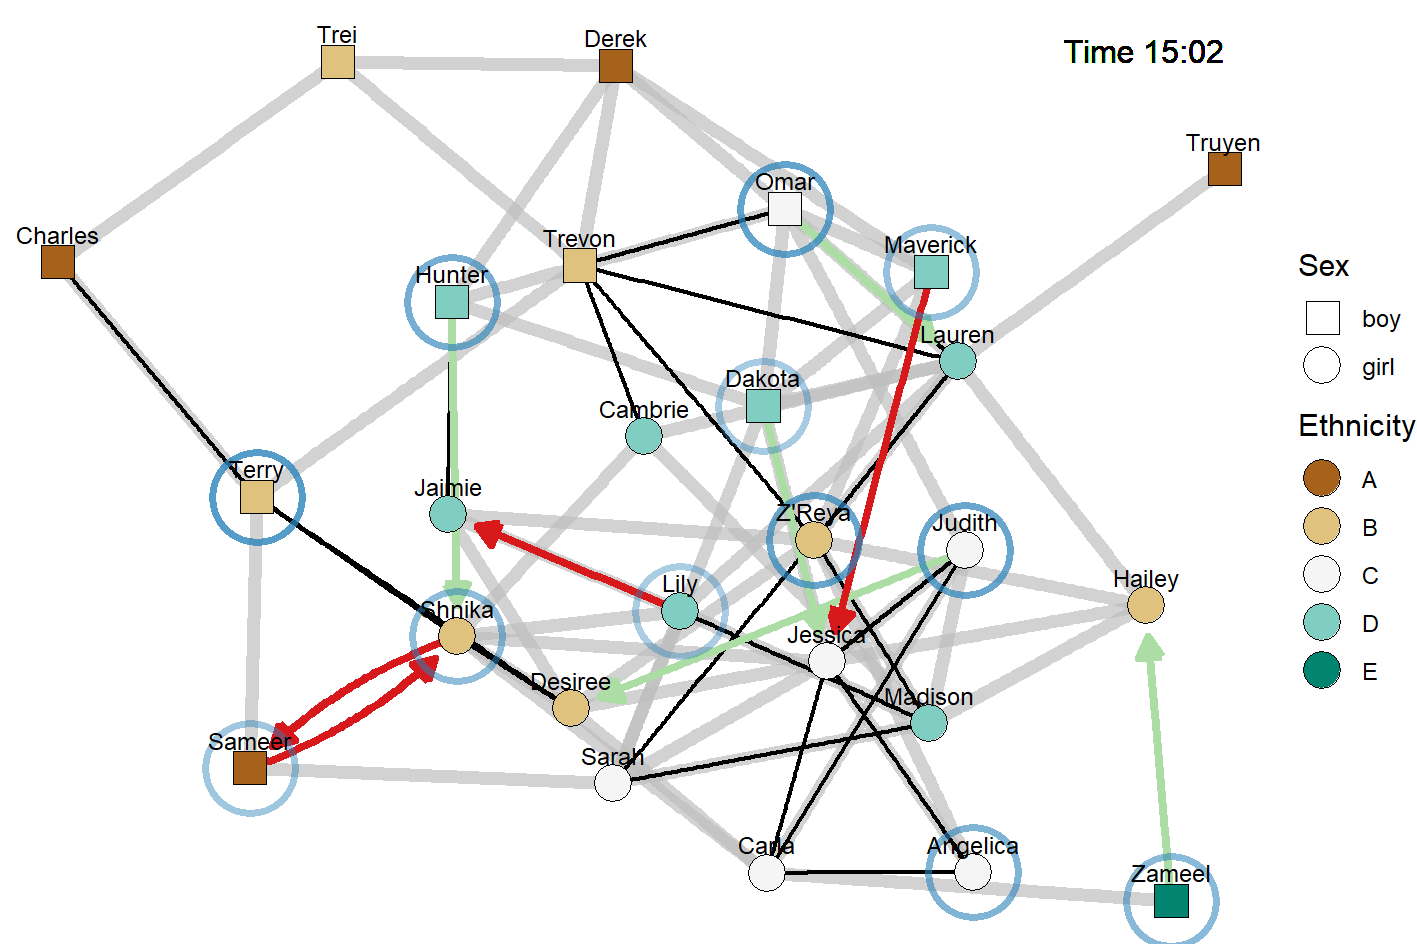 Trei
Derek
Time 15:02
Truyen
Omar
Charles
Trevon
Maverick
Hunter
Lauren
Dakota
Cambrie
Terry
Jaimie
Z'Reya
Judith
Lily
Hailey
Shnika
Jessica
Desiree
Madison
Sameer
Sarah
Carla
Angelica
Zameel
Sex
boy
girl
Ethnicity
A
B
C
D
E